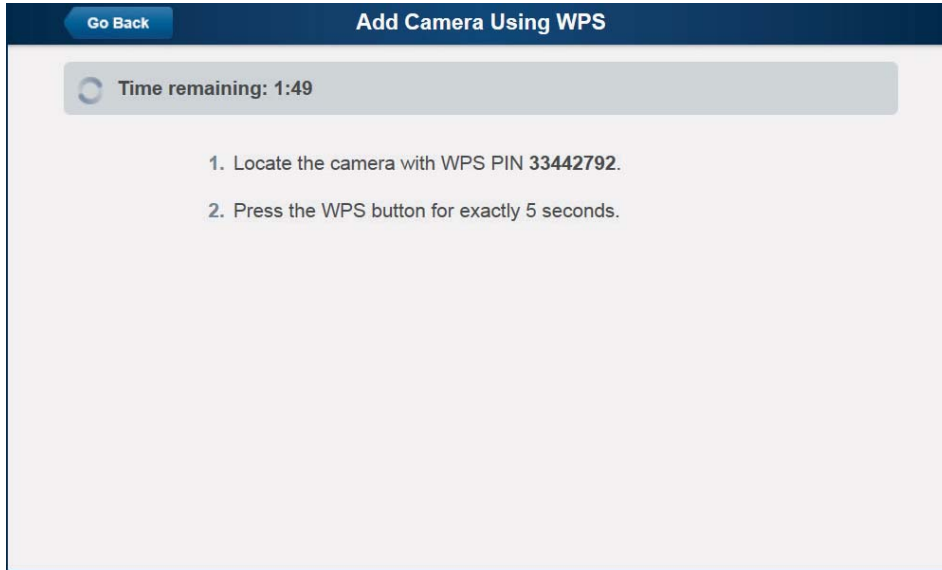 Go Back
Add Camera Using WPS
Time remaining: 1:49
1. Locate the camera with WPS PIN 33442792.
2. Press the WPS button for exactly 5 seconds.